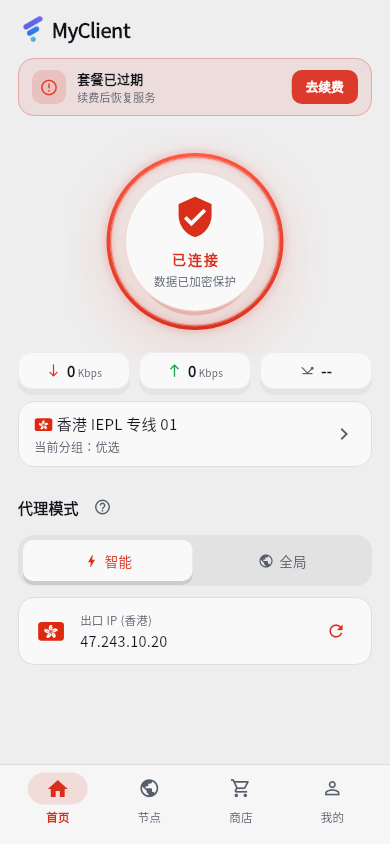 MyClient
套餐已过期
续费后恢复服务
去续费
已连接
数据已加密保护
0 Kbps
0 Kbps
--
香港 IEPL 专线 01
当前分组：优选
代理模式
智能
全局
出口 IP (香港)
47.243.10.20
首页
节点
商店
我的